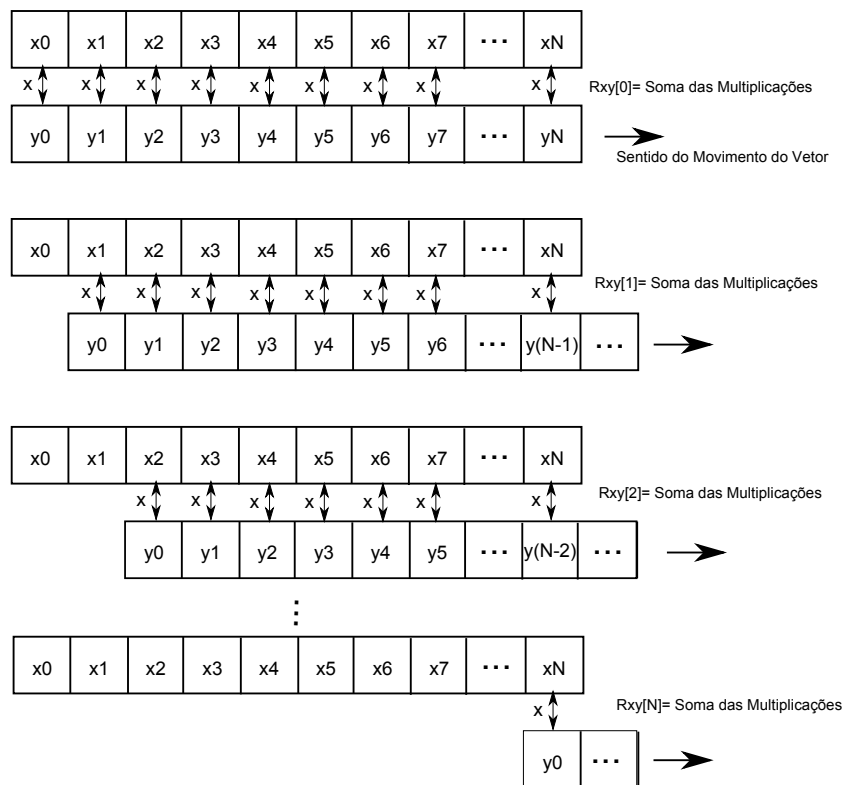 x0 x1 x2 x3 x4 x5 x6 x7 ... xN
x x x x x x x x x
Rxy[0]= Soma das Multiplicações
y0 y1 y2 y3 y4 y5 y6 y7 ... yN
Sentido do Movimento do Vetor
x0 x1 x2 x3 x4 x5 x6 x7 ... xN
x x x x x x x x
Rxy[1]= Soma das Multiplicações
y0 y1 y2 y3 y4 y5 y6 ... y(N-1) ...
x0 x1 x2 x3 x4 x5 x6 x7 ... xN
x x x x x x x
Rxy[2]= Soma das Multiplicações
y0 y1 y2 y3 y4 y5 ... y(N-2) ...
⋮
x0 x1 x2 x3 x4 x5 x6 x7 ... xN
x
Rxy[N]= Soma das Multiplicações
y0 ...